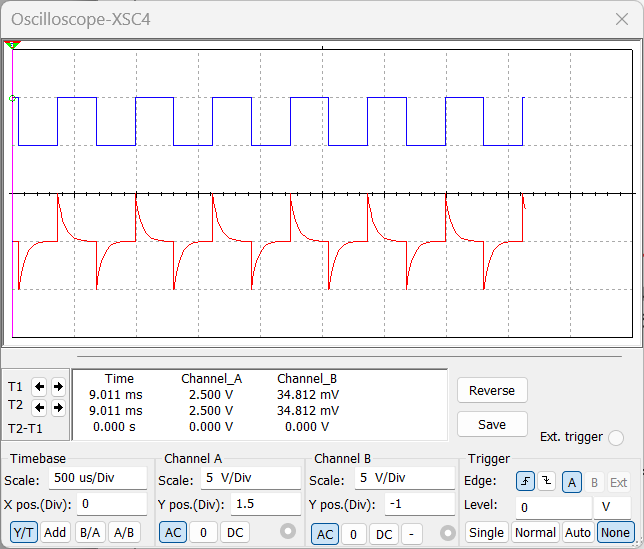 Oscilloscope-XSC4
Time Channel_A Channel_B
T1 9.011 ms 2.500 V 34.812 mV
T2 9.011 ms 2.500 V 34.812 mV
T2-T1 0.000 s 0.000 V 0.000 V
Reverse
Save
Ext. trigger
Timebase
Scale: 500 us/Div
X pos.(Div): 0
Y/T Add B/A A/B
Channel A
Scale: 5 V/Div
Y pos.(Div): 1.5
AC 0 DC
Channel B
Scale: 5 V/Div
Y pos.(Div): -1
AC 0 DC -
Trigger
Edge: A B Ext
Level: 0 V
Single Normal Auto None